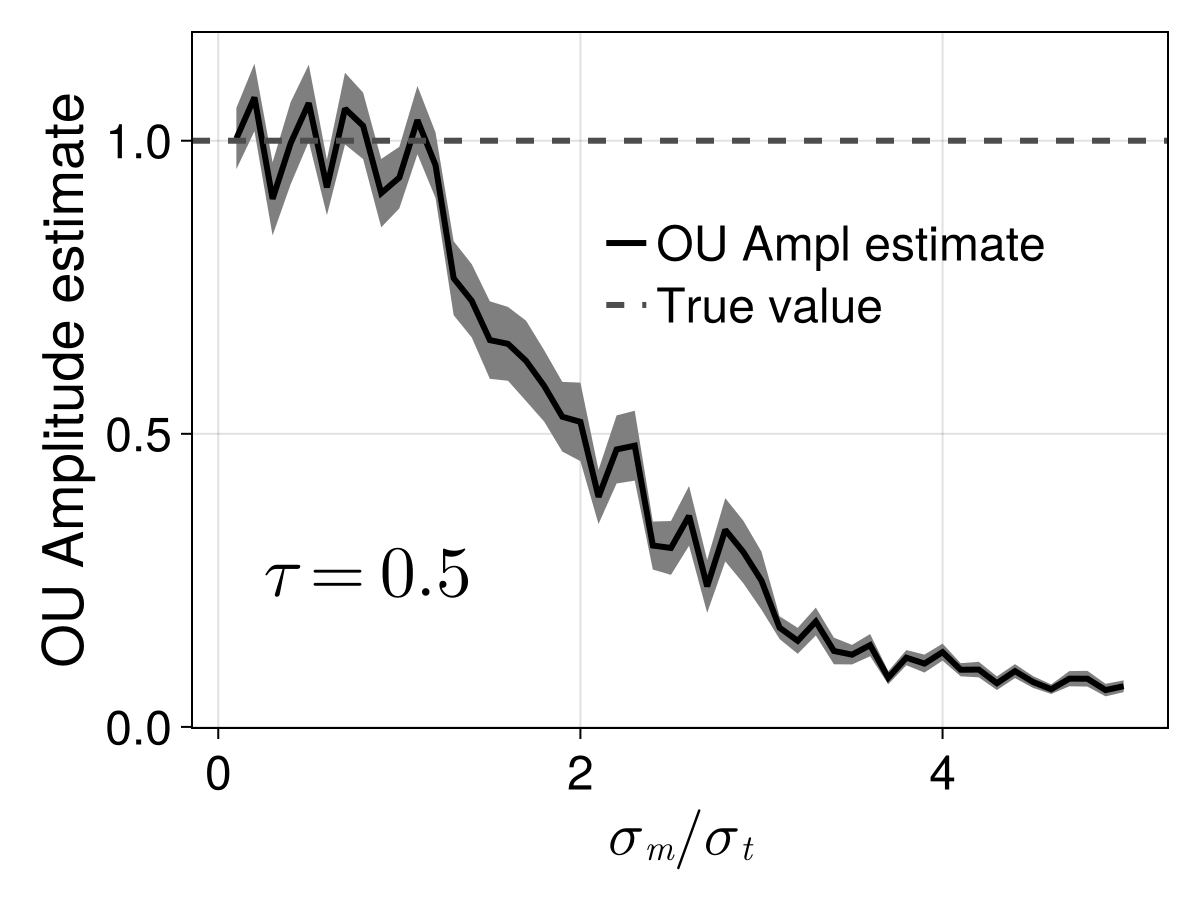 OU Amplitude estimate
1.0
0.5
0.0
OU Ampl estimate
True value
τ = 0.5
0 2 4
σₘ/σₜ